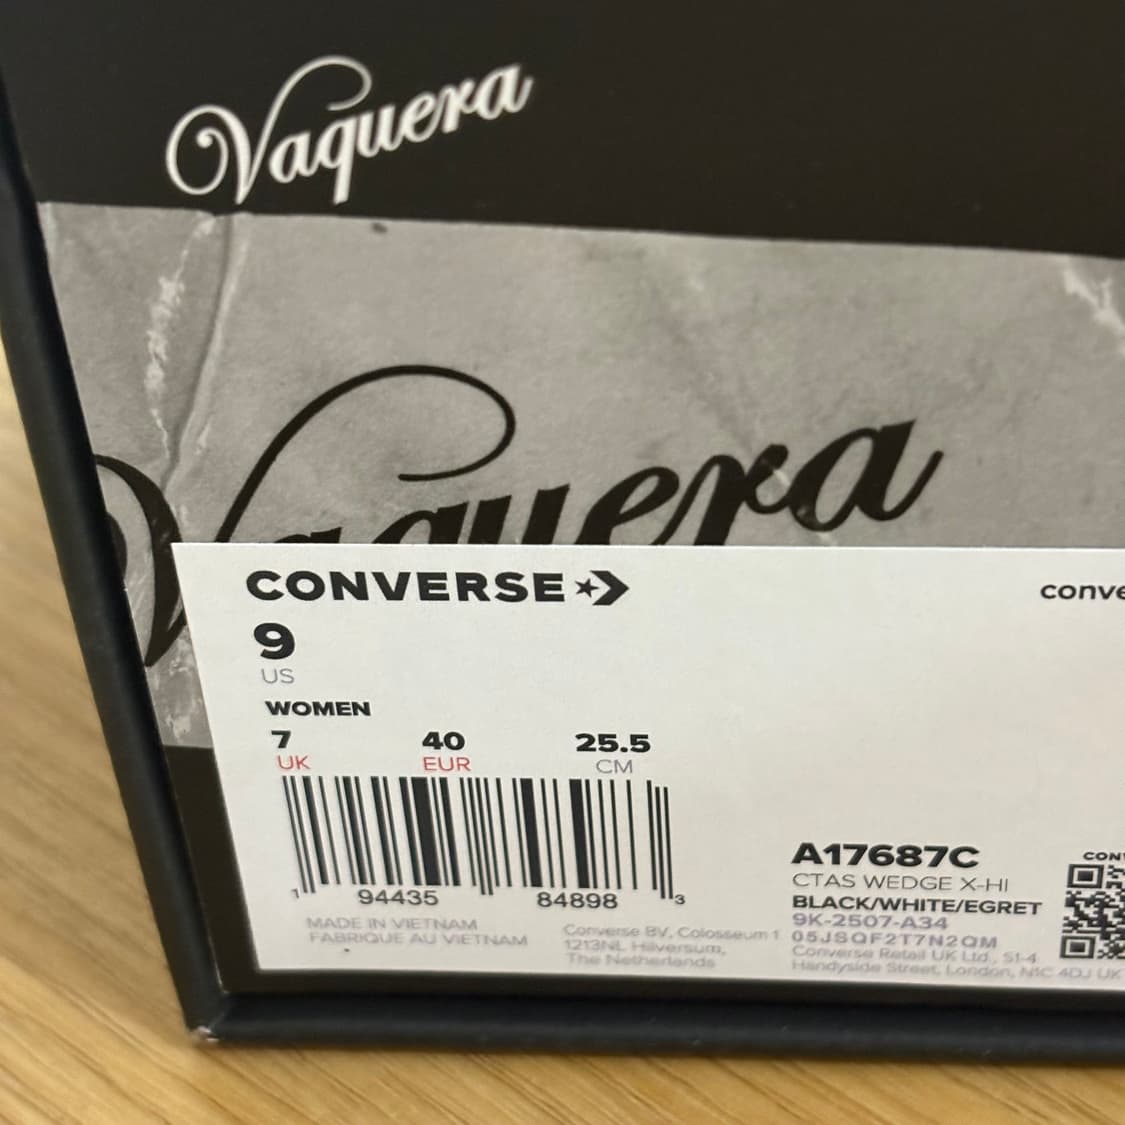 Vaquera
Vaquera
CONVERSE
conve
9
US
WOMEN
7 40 25.5
UK EUR CM
1 94435 84898 3
MADE IN VIETNAM
FABRIQUE AU VIETNAM
Converse BV, Colosseum 1
1213NL Hilversum,
The Netherlands
A17687C
CTAS WEDGE X-HI
BLACK/WHITE/EGRET
9K-2507-A34
05JSQF2T7N2QM
Converse Retail UK Ltd., S1-4
Handyside Street, London, N1C 4DJ UK
CON